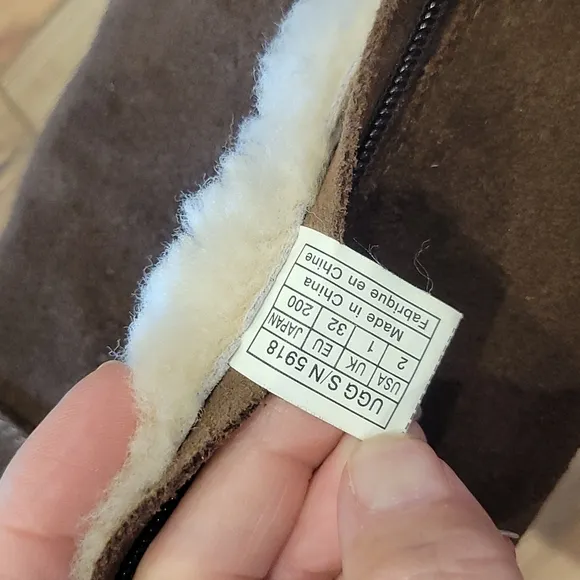 UGG S/N 5918
USA UK EU JAPAN
2 1 32 200
Made in China
Fabrique en Chine